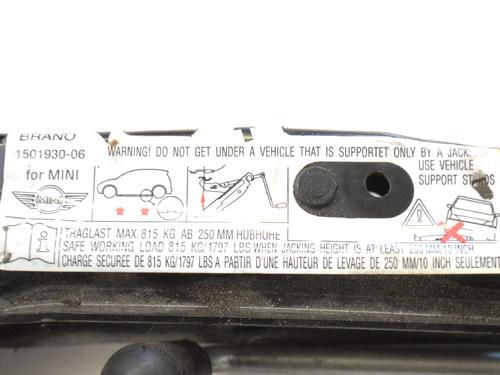 BRANO
1501930-06
for MINI
WARNING! DO NOT GET UNDER A VEHICLE THAT IS SUPPORTET ONLY BY A JACK.
USE VEHICLE
SUPPORT STANDS
TRAGLAST MAX. 815 KG AB 250 MM HUBHÖHE
SAFE WORKING LOAD 815 KG/1797 LBS WHEN JACKING HEIGHT IS AT LEAST 250 MM/10 INCH
CHARGE SECUREE DE 815 KG/1797 LBS A PARTIR D'UNE HAUTEUR DE LEVAGE DE 250 MM/10 INCH SEULEMENT